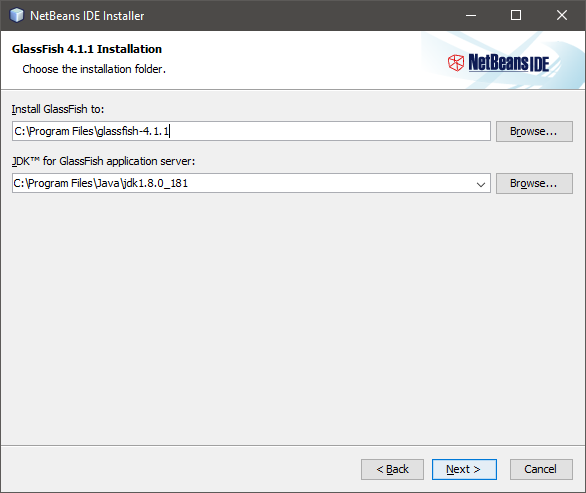 NetBeans IDE Installer
GlassFish 4.1.1 Installation
Choose the installation folder.
NetBeans IDE
Install GlassFish to:
C:\Program Files\glassfish-4.1.1
Browse...
JDK™ for GlassFish application server:
C:\Program Files\Java\jdk1.8.0_181
Browse...
< Back
Next >
Cancel